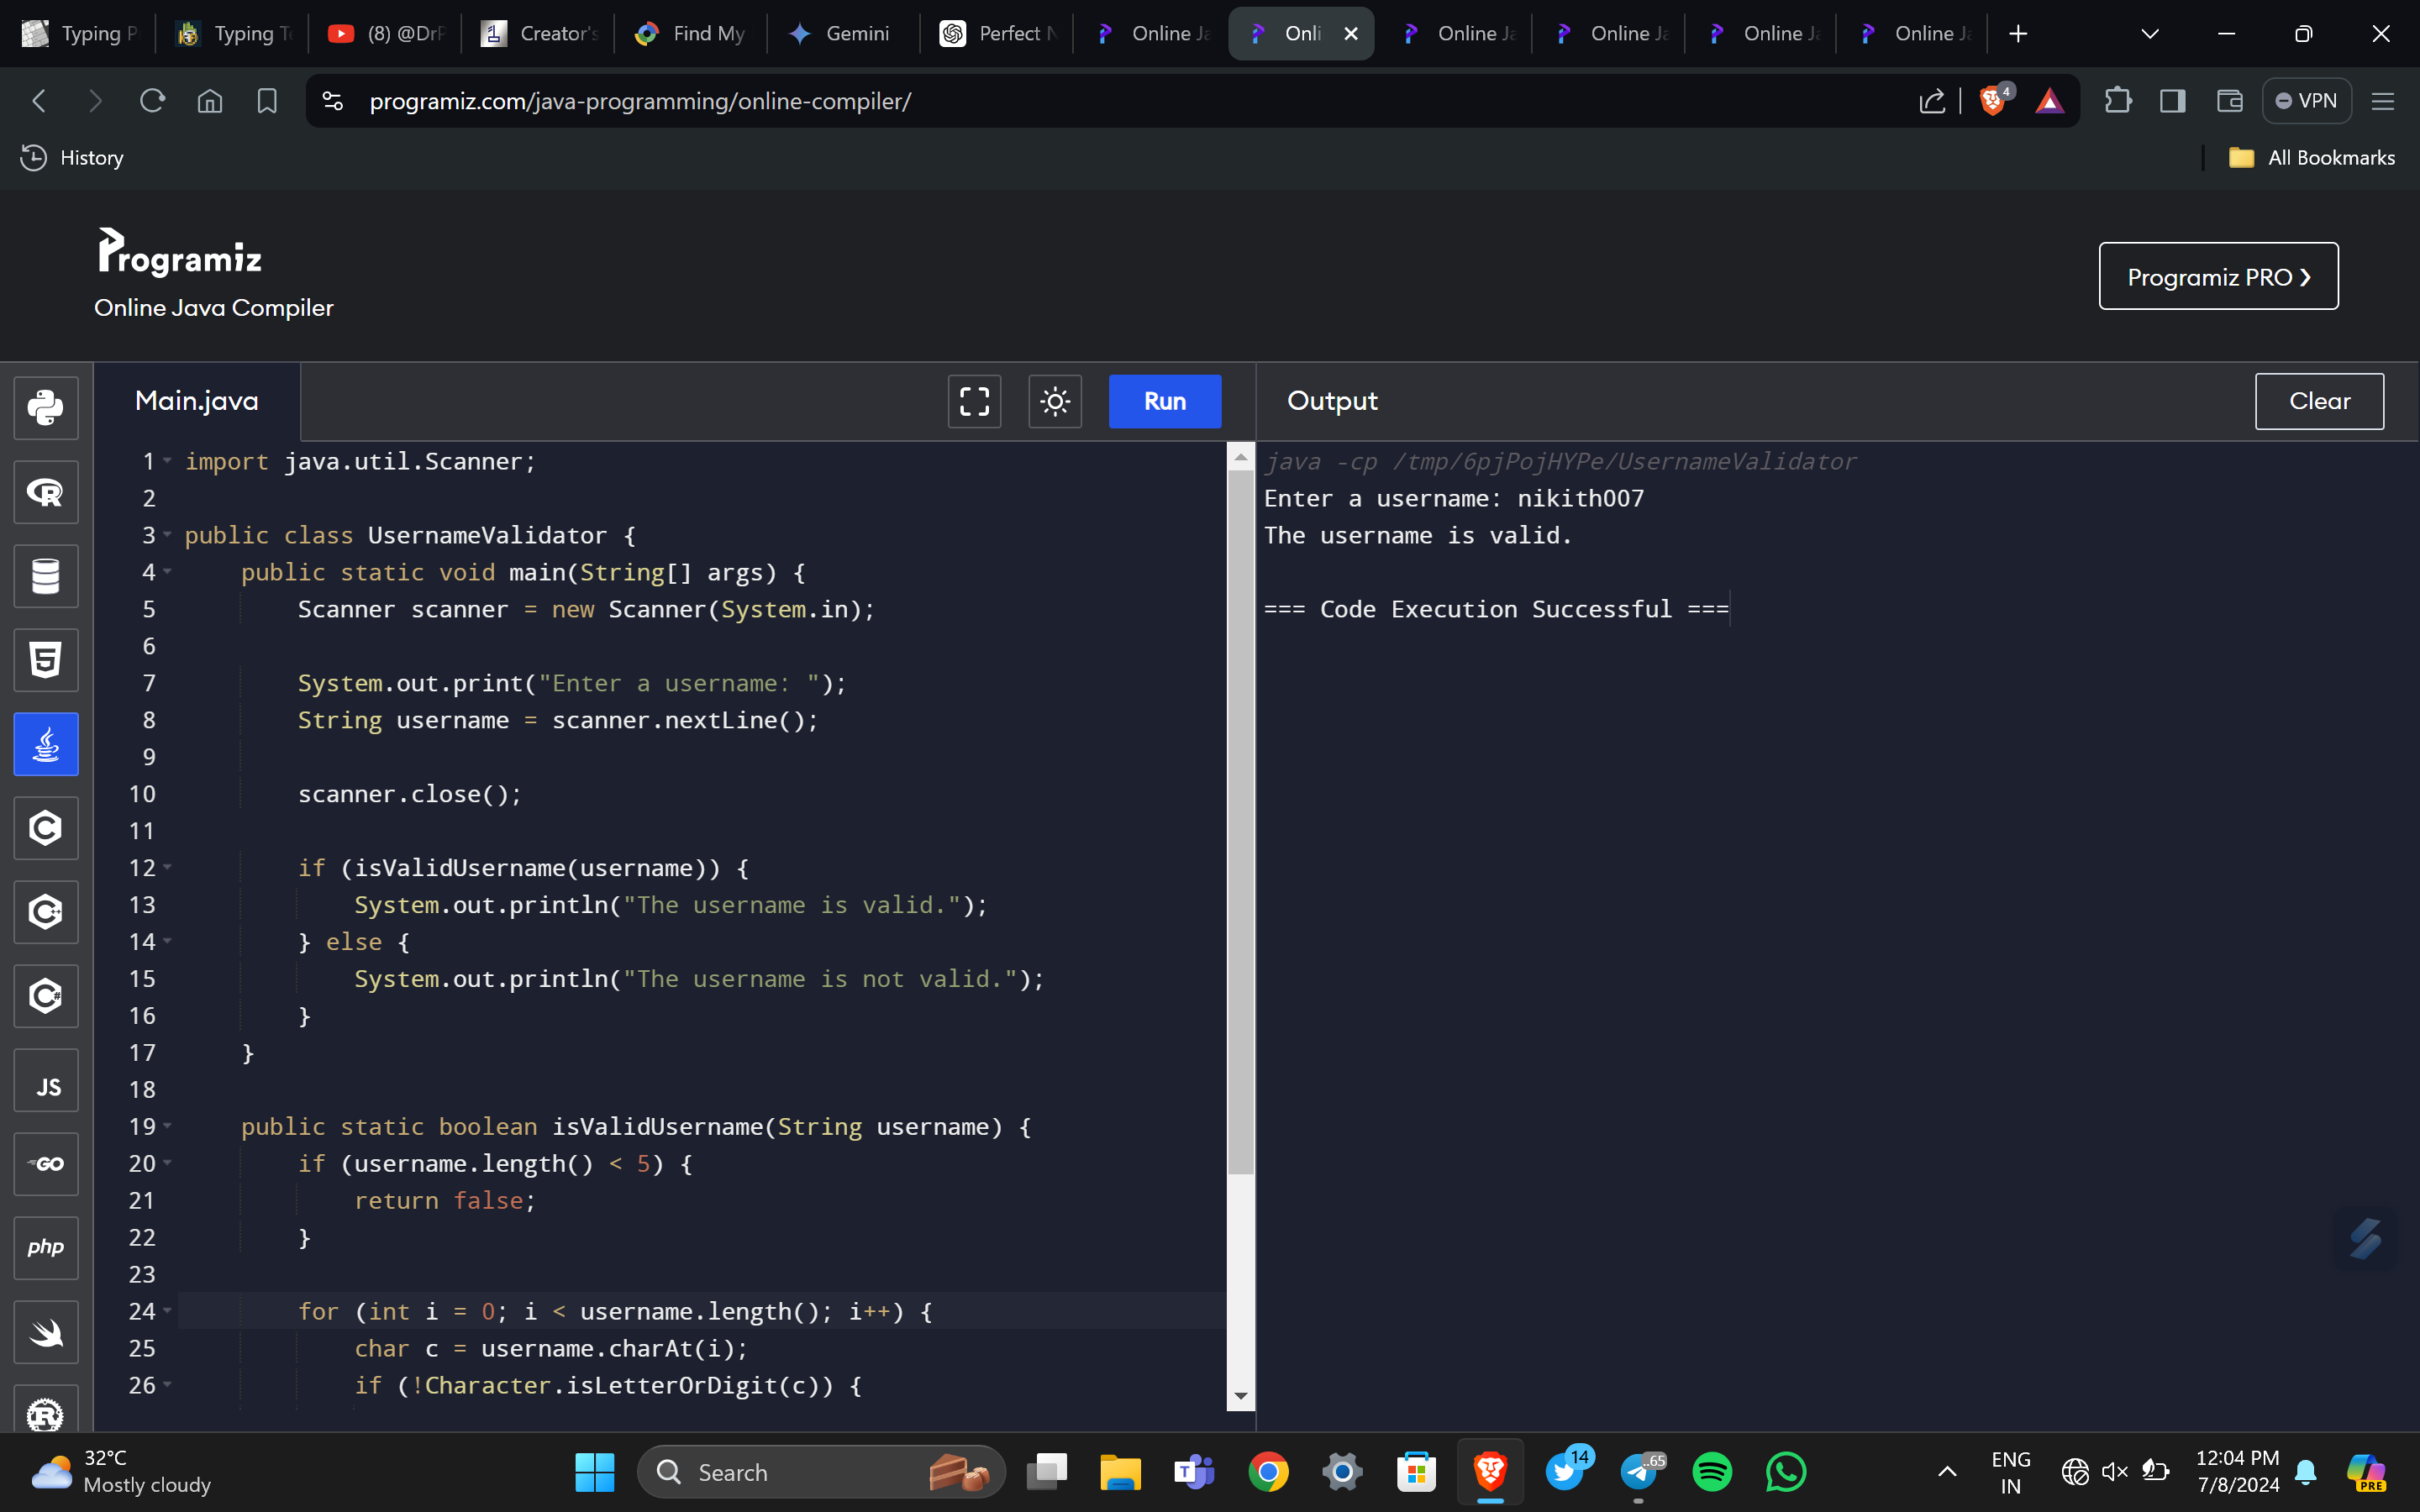 Typing P
Typing Te
(8) @DrP
Creator's
Find My
Gemini
Perfect N
Online Ja
Onli
Online Ja
Online Ja
Online Ja
Online Ja
programiz.com/java-programming/online-compiler/
4
VPN
History
All Bookmarks
Programiz
Online Java Compiler
Programiz PRO ❯
Main.java
Run
Output
Clear
1 import java.util.Scanner;
2
3 public class UsernameValidator {
4 public static void main(String[] args) {
5 Scanner scanner = new Scanner(System.in);
6
7 System.out.print("Enter a username: ");
8 String username = scanner.nextLine();
9
10 scanner.close();
11
12 if (isValidUsername(username)) {
13 System.out.println("The username is valid.");
14 } else {
15 System.out.println("The username is not valid.");
16 }
17 }
18
19 public static boolean isValidUsername(String username) {
20 if (username.length() < 5) {
21 return false;
22 }
23
24 for (int i = 0; i < username.length(); i++) {
25 char c = username.charAt(i);
26 if (!Character.isLetterOrDigit(c)) {
java -cp /tmp/6pjPojHYPe/UsernameValidator
Enter a username: nikith007
The username is valid.
=== Code Execution Successful ===
R
5
C
C++
C#
JS
GO
php
R
32°C
Mostly cloudy
Search
T
14
..65
ENG
IN
12:04 PM
7/8/2024
PRE